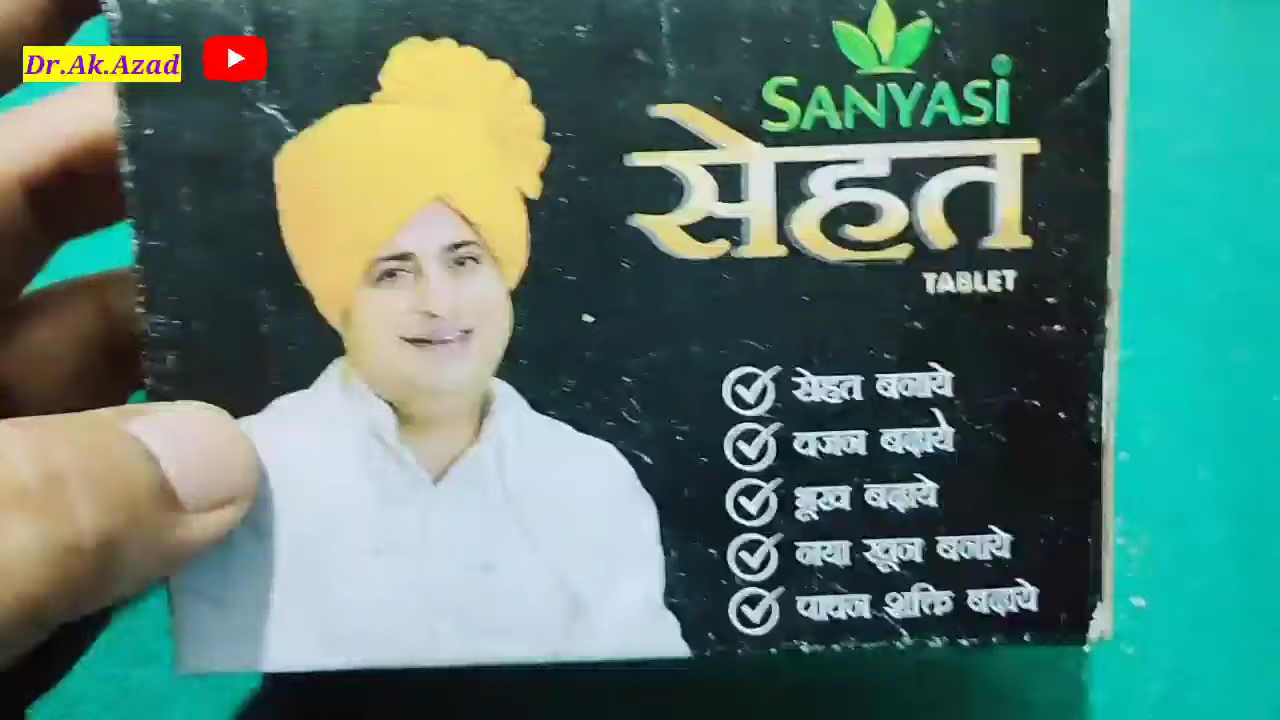 Dr.Ak.Azad
SANYASI
सेहत
TABLET
सेहत बनाये
वजन बढ़ाये
भूख बढ़ाये
नया खून बनाये
पाचन शक्ति बढ़ाये